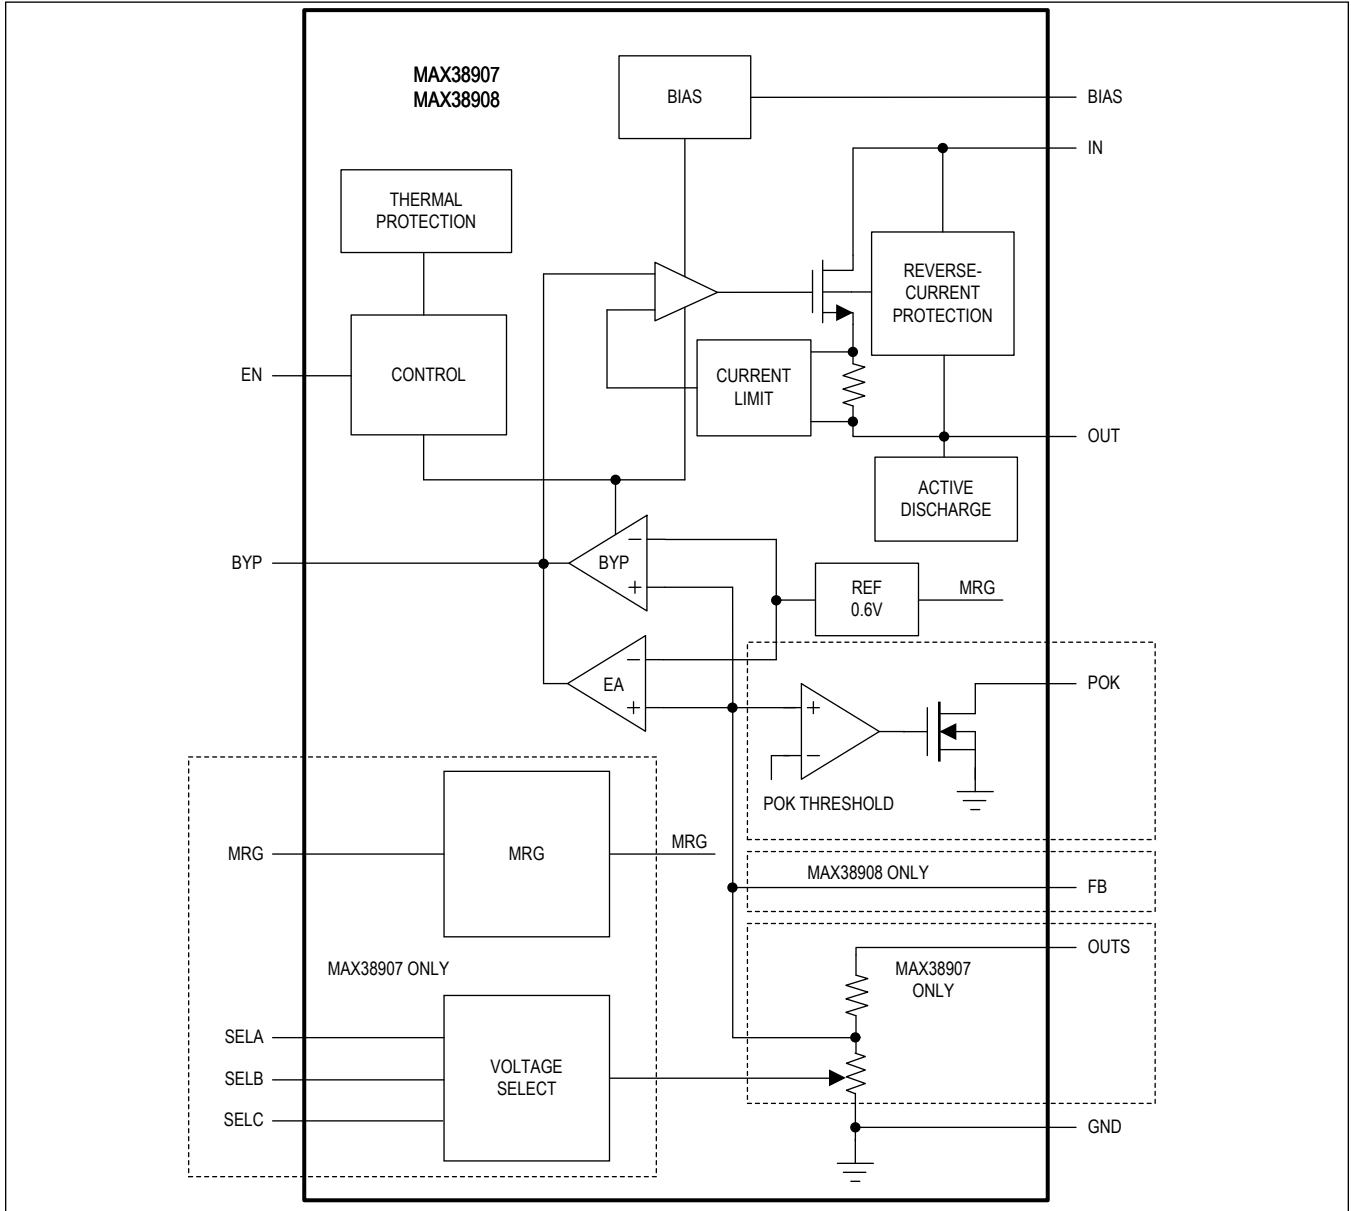 MAX38907
MAX38908
BIAS
BIAS
IN
THERMAL
PROTECTION
REVERSE-
CURRENT
PROTECTION
EN
CONTROL
CURRENT
LIMIT
OUT
ACTIVE
DISCHARGE
BYP
BYP
−
+
REF
0.6V
MRG
EA
−
+
+
−
POK
POK THRESHOLD
MRG
MRG
MRG
MAX38908 ONLY
FB
OUTS
MAX38907 ONLY
MAX38907
ONLY
SELA
SELB
SELC
VOLTAGE
SELECT
GND